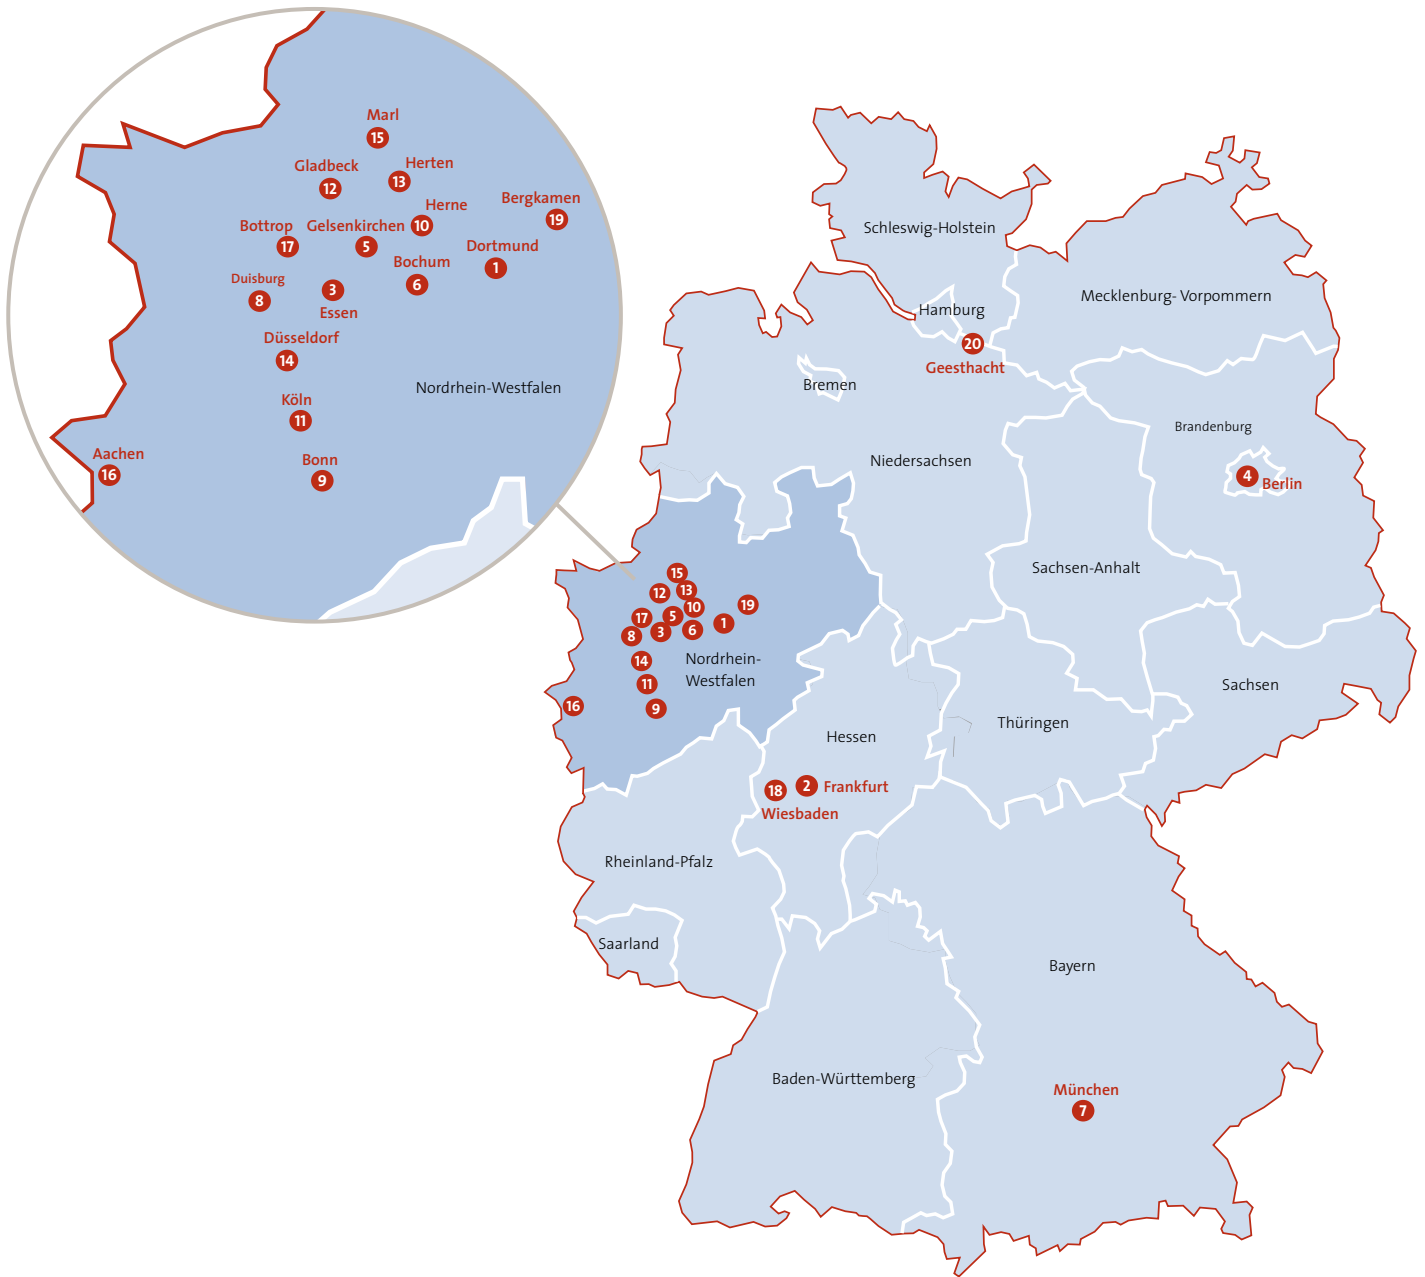 Marl
15
Gladbeck
12
Herten
13
Herne
10
Bergkamen
19
Bottrop
17
Gelsenkirchen
5
Dortmund
1
Bochum
6
Duisburg
8
3
Essen
Düsseldorf
14
Nordrhein-Westfalen
Köln
11
Aachen
16
Bonn
9
Schleswig-Holstein
Hamburg
Mecklenburg- Vorpommern
20
Geesthacht
Bremen
Brandenburg
Niedersachsen
4
Berlin
Sachsen-Anhalt
15
12
13
10
19
17
5
1
8
3
6
14
Nordrhein-
Westfalen
11
16
9
Sachsen
Thüringen
Hessen
18
2
Frankfurt
Wiesbaden
Rheinland-Pfalz
Saarland
Bayern
Baden-Württemberg
München
7